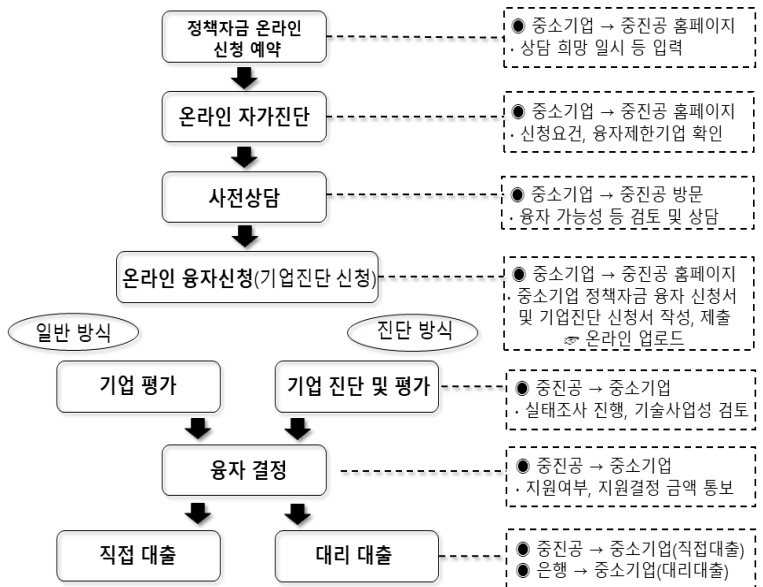 정책자금 온라인
신청 예약
◉ 중소기업 → 중진공 홈페이지
· 상담 희망 일시 등 입력
온라인 자가진단
◉ 중소기업 → 중진공 홈페이지
· 신청요건, 융자제한기업 확인
사전상담
◉ 중소기업 → 중진공 방문
· 융자 가능성 등 검토 및 상담
온라인 융자신청(기업진단 신청)
◉ 중소기업 → 중진공 홈페이지
· 중소기업 정책자금 융자 신청서
및 기업진단 신청서 작성, 제출
☞ 온라인 업로드
일반 방식
진단 방식
기업 평가
기업 진단 및 평가
◉ 중진공 → 중소기업
· 실태조사 진행, 기술사업성 검토
융자 결정
◉ 중진공 → 중소기업
· 지원여부, 지원결정 금액 통보
직접 대출
대리 대출
◉ 중진공 → 중소기업(직접대출)
◉ 은행 → 중소기업(대리대출)